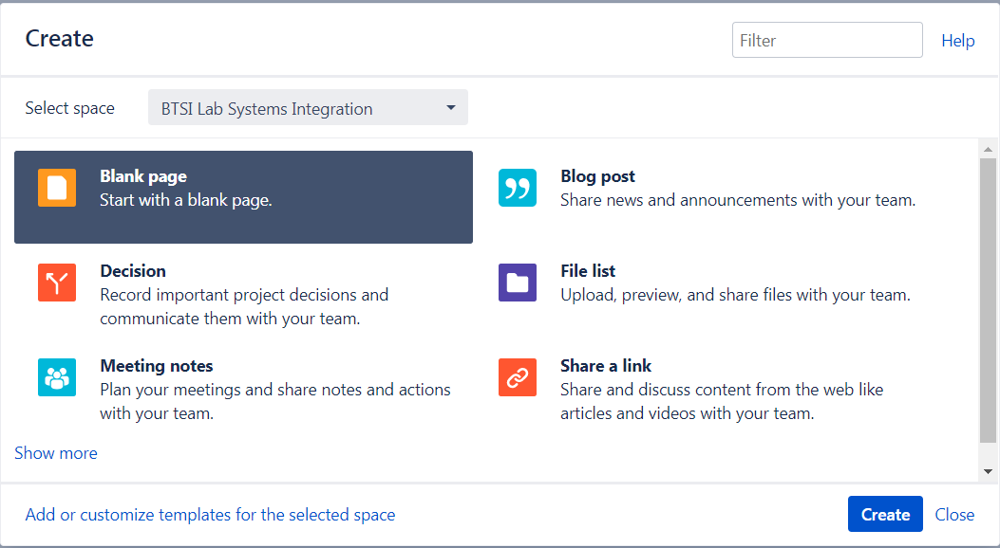 Create
Filter
Help
Select space
BTSI Lab Systems Integration
Blank page
Start with a blank page.
Blog post
Share news and announcements with your team.
Decision
Record important project decisions and
communicate them with your team.
File list
Upload, preview, and share files with your team.
Meeting notes
Plan your meetings and share notes and actions
with your team.
Share a link
Share and discuss content from the web like
articles and videos with your team.
Show more
Add or customize templates for the selected space
Create
Close